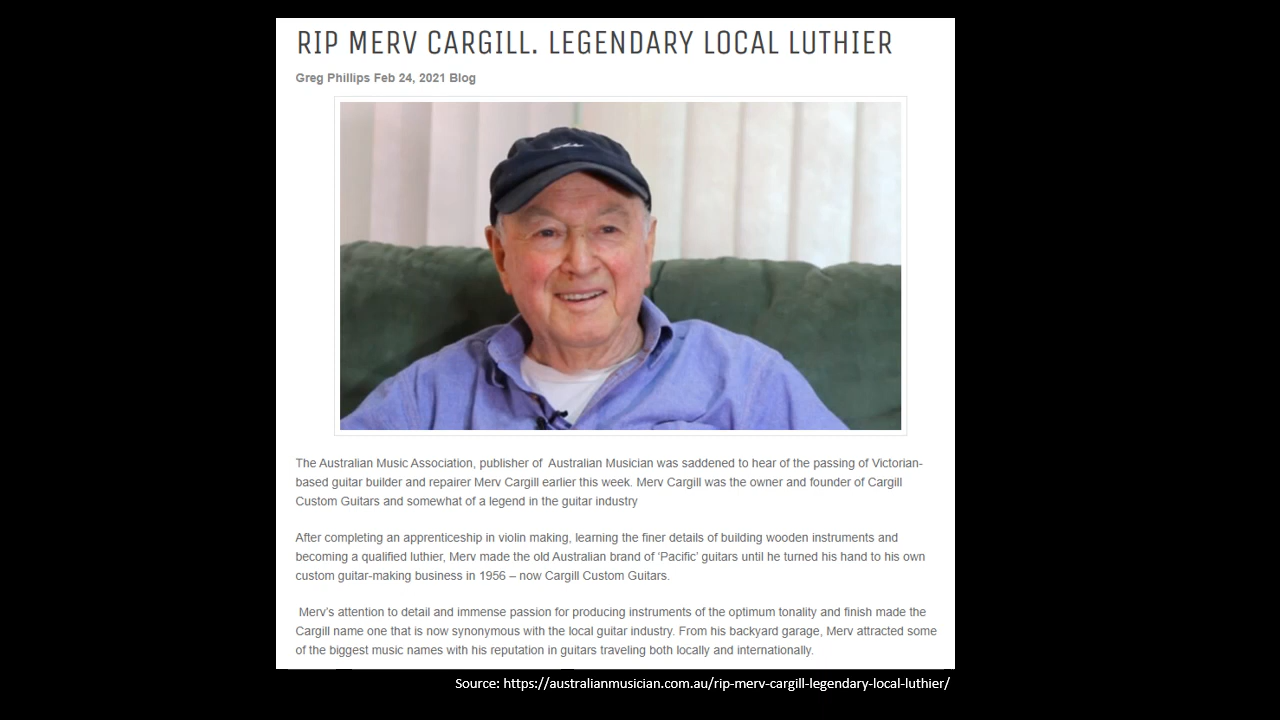 RIP MERV CARGILL. LEGENDARY LOCAL LUTHIER
Greg Phillips Feb 24, 2021 Blog
The Australian Music Association, publisher of  Australian Musician was saddened to hear of the passing of Victorian-
based guitar builder and repairer Merv Cargill earlier this week. Merv Cargill was the owner and founder of Cargill
Custom Guitars and somewhat of a legend in the guitar industry
After completing an apprenticeship in violin making, learning the finer details of building wooden instruments and
becoming a qualified luthier, Merv made the old Australian brand of ‘Pacific’ guitars until he turned his hand to his own
custom guitar-making business in 1956 – now Cargill Custom Guitars.
Merv’s attention to detail and immense passion for producing instruments of the optimum tonality and finish made the
Cargill name one that is now synonymous with the local guitar industry. From his backyard garage, Merv attracted some
of the biggest music names with his reputation in guitars traveling both locally and internationally.
Source: https://australianmusician.com.au/rip-merv-cargill-legendary-local-luthier/